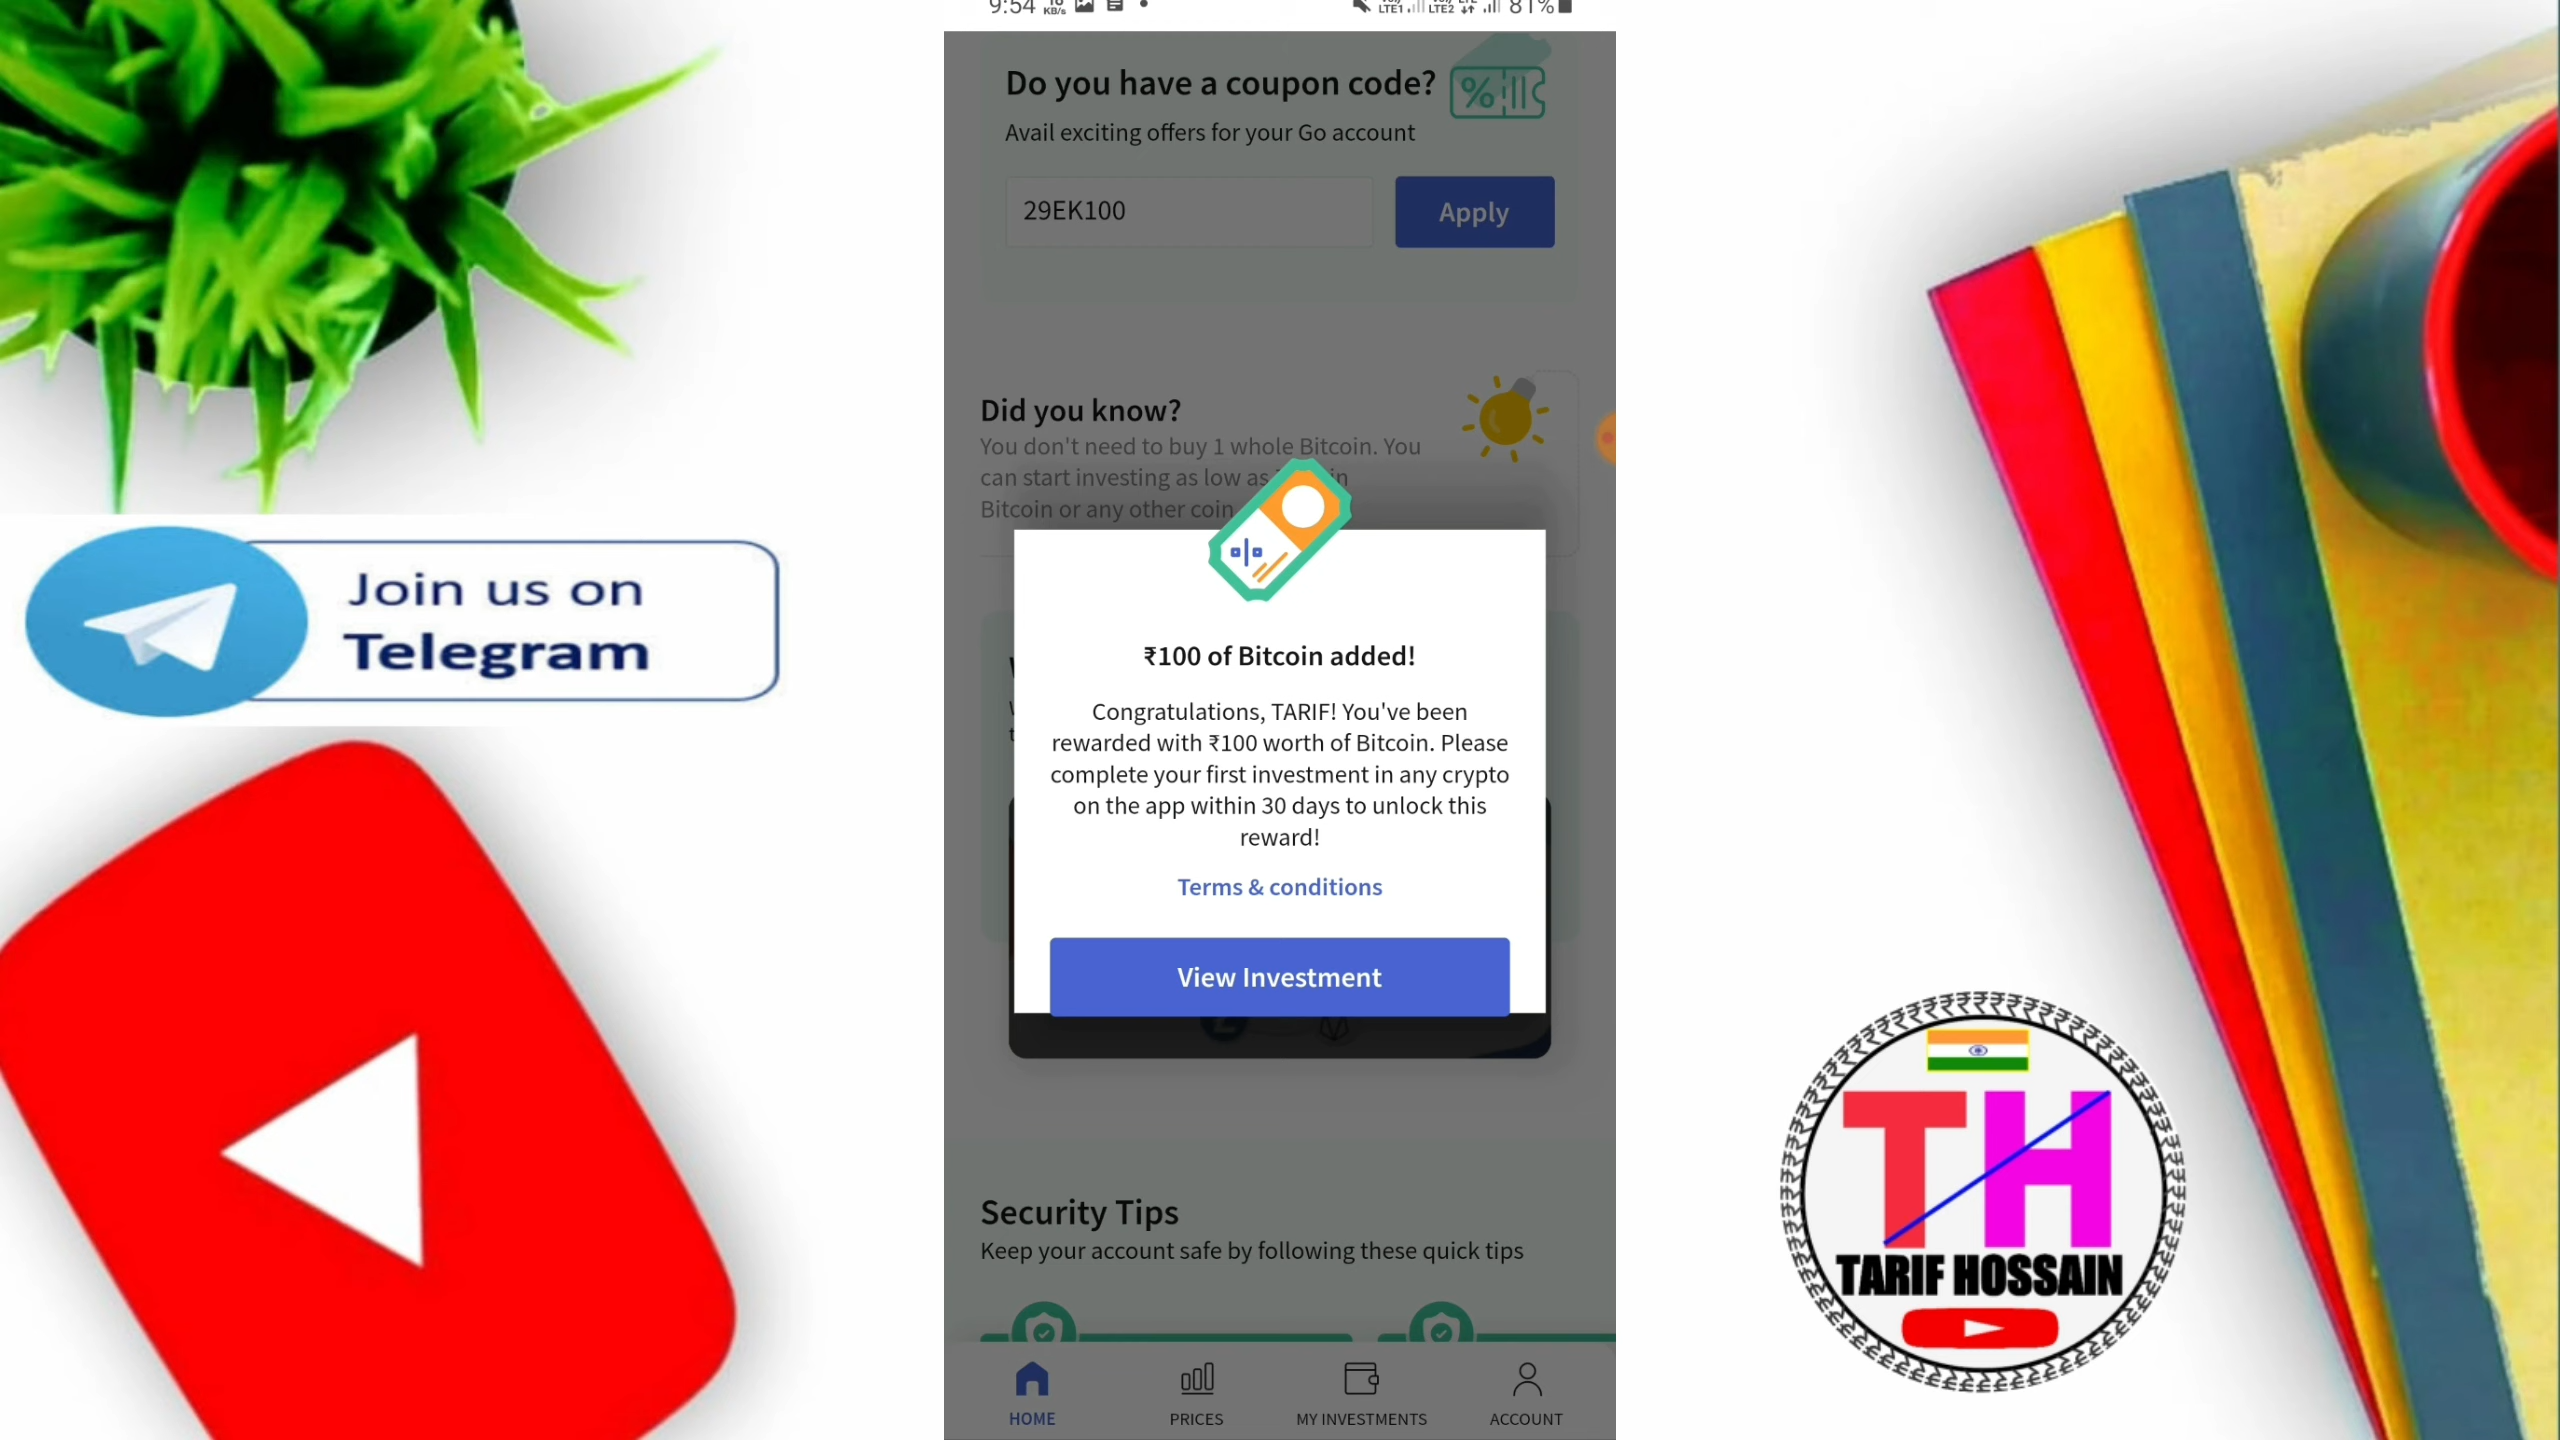 9:54 KB/s LTE1 LTE2 81%
Do you have a coupon code?
Avail exciting offers for your Go account
29EK100
Apply
Did you know?
You don't need to buy 1 whole Bitcoin. You
can start investing as low as in
Bitcoin or any other coin
Join us on
Telegram
₹100 of Bitcoin added!
Congratulations, TARIF! You've been
rewarded with ₹100 worth of Bitcoin. Please
complete your first investment in any crypto
on the app within 30 days to unlock this
reward!
Terms & conditions
View Investment
Security Tips
Keep your account safe by following these quick tips
HOME
PRICES
MY INVESTMENTS
ACCOUNT
TH
TARIF HOSSAIN